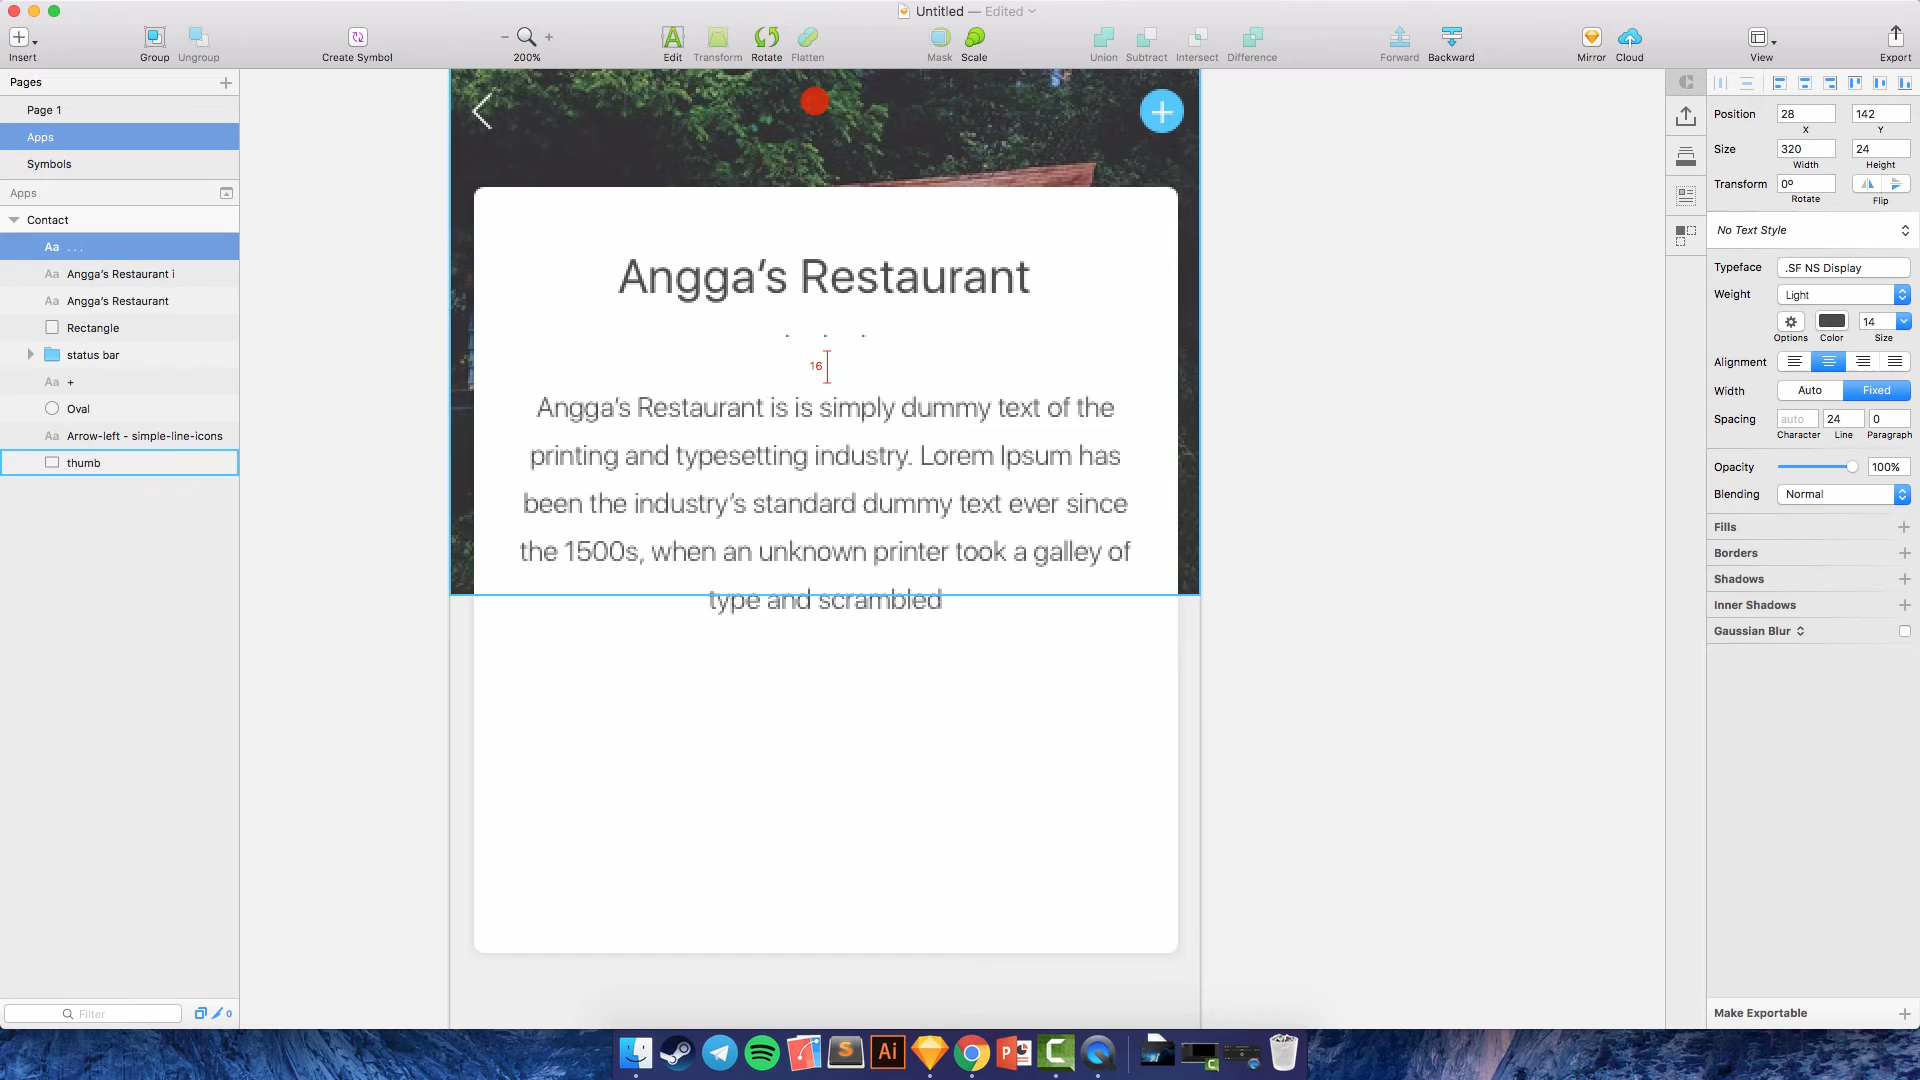 Untitled — Edited
Insert
Group
Ungroup
Create Symbol
200%
Edit
Transform
Rotate
Flatten
Mask
Scale
Union
Subtract
Intersect
Difference
Forward
Backward
Mirror
Cloud
View
Export
Pages
Page 1
Apps
Symbols
Apps
Contact
Aa . . .
Aa Angga's Restaurant i
Aa Angga's Restaurant
Rectangle
status bar
Aa +
Oval
Aa Arrow-left - simple-line-icons
thumb
Filter
0
Angga's Restaurant
. . .
16
Angga's Restaurant is is simply dummy text of the
printing and typesetting industry. Lorem Ipsum has
been the industry's standard dummy text ever since
the 1500s, when an unknown printer took a galley of
type and scrambled
Position 28 142
X Y
Size 320 24
Width Height
Transform 0º
Rotate Flip
No Text Style
Typeface .SF NS Display
Weight Light
14
Options Color Size
Alignment
Width Auto Fixed
Spacing auto 24 0
Character Line Paragraph
Opacity 100%
Blending Normal
Fills
Borders
Shadows
Inner Shadows
Gaussian Blur
Make Exportable
S
Ai
P
C